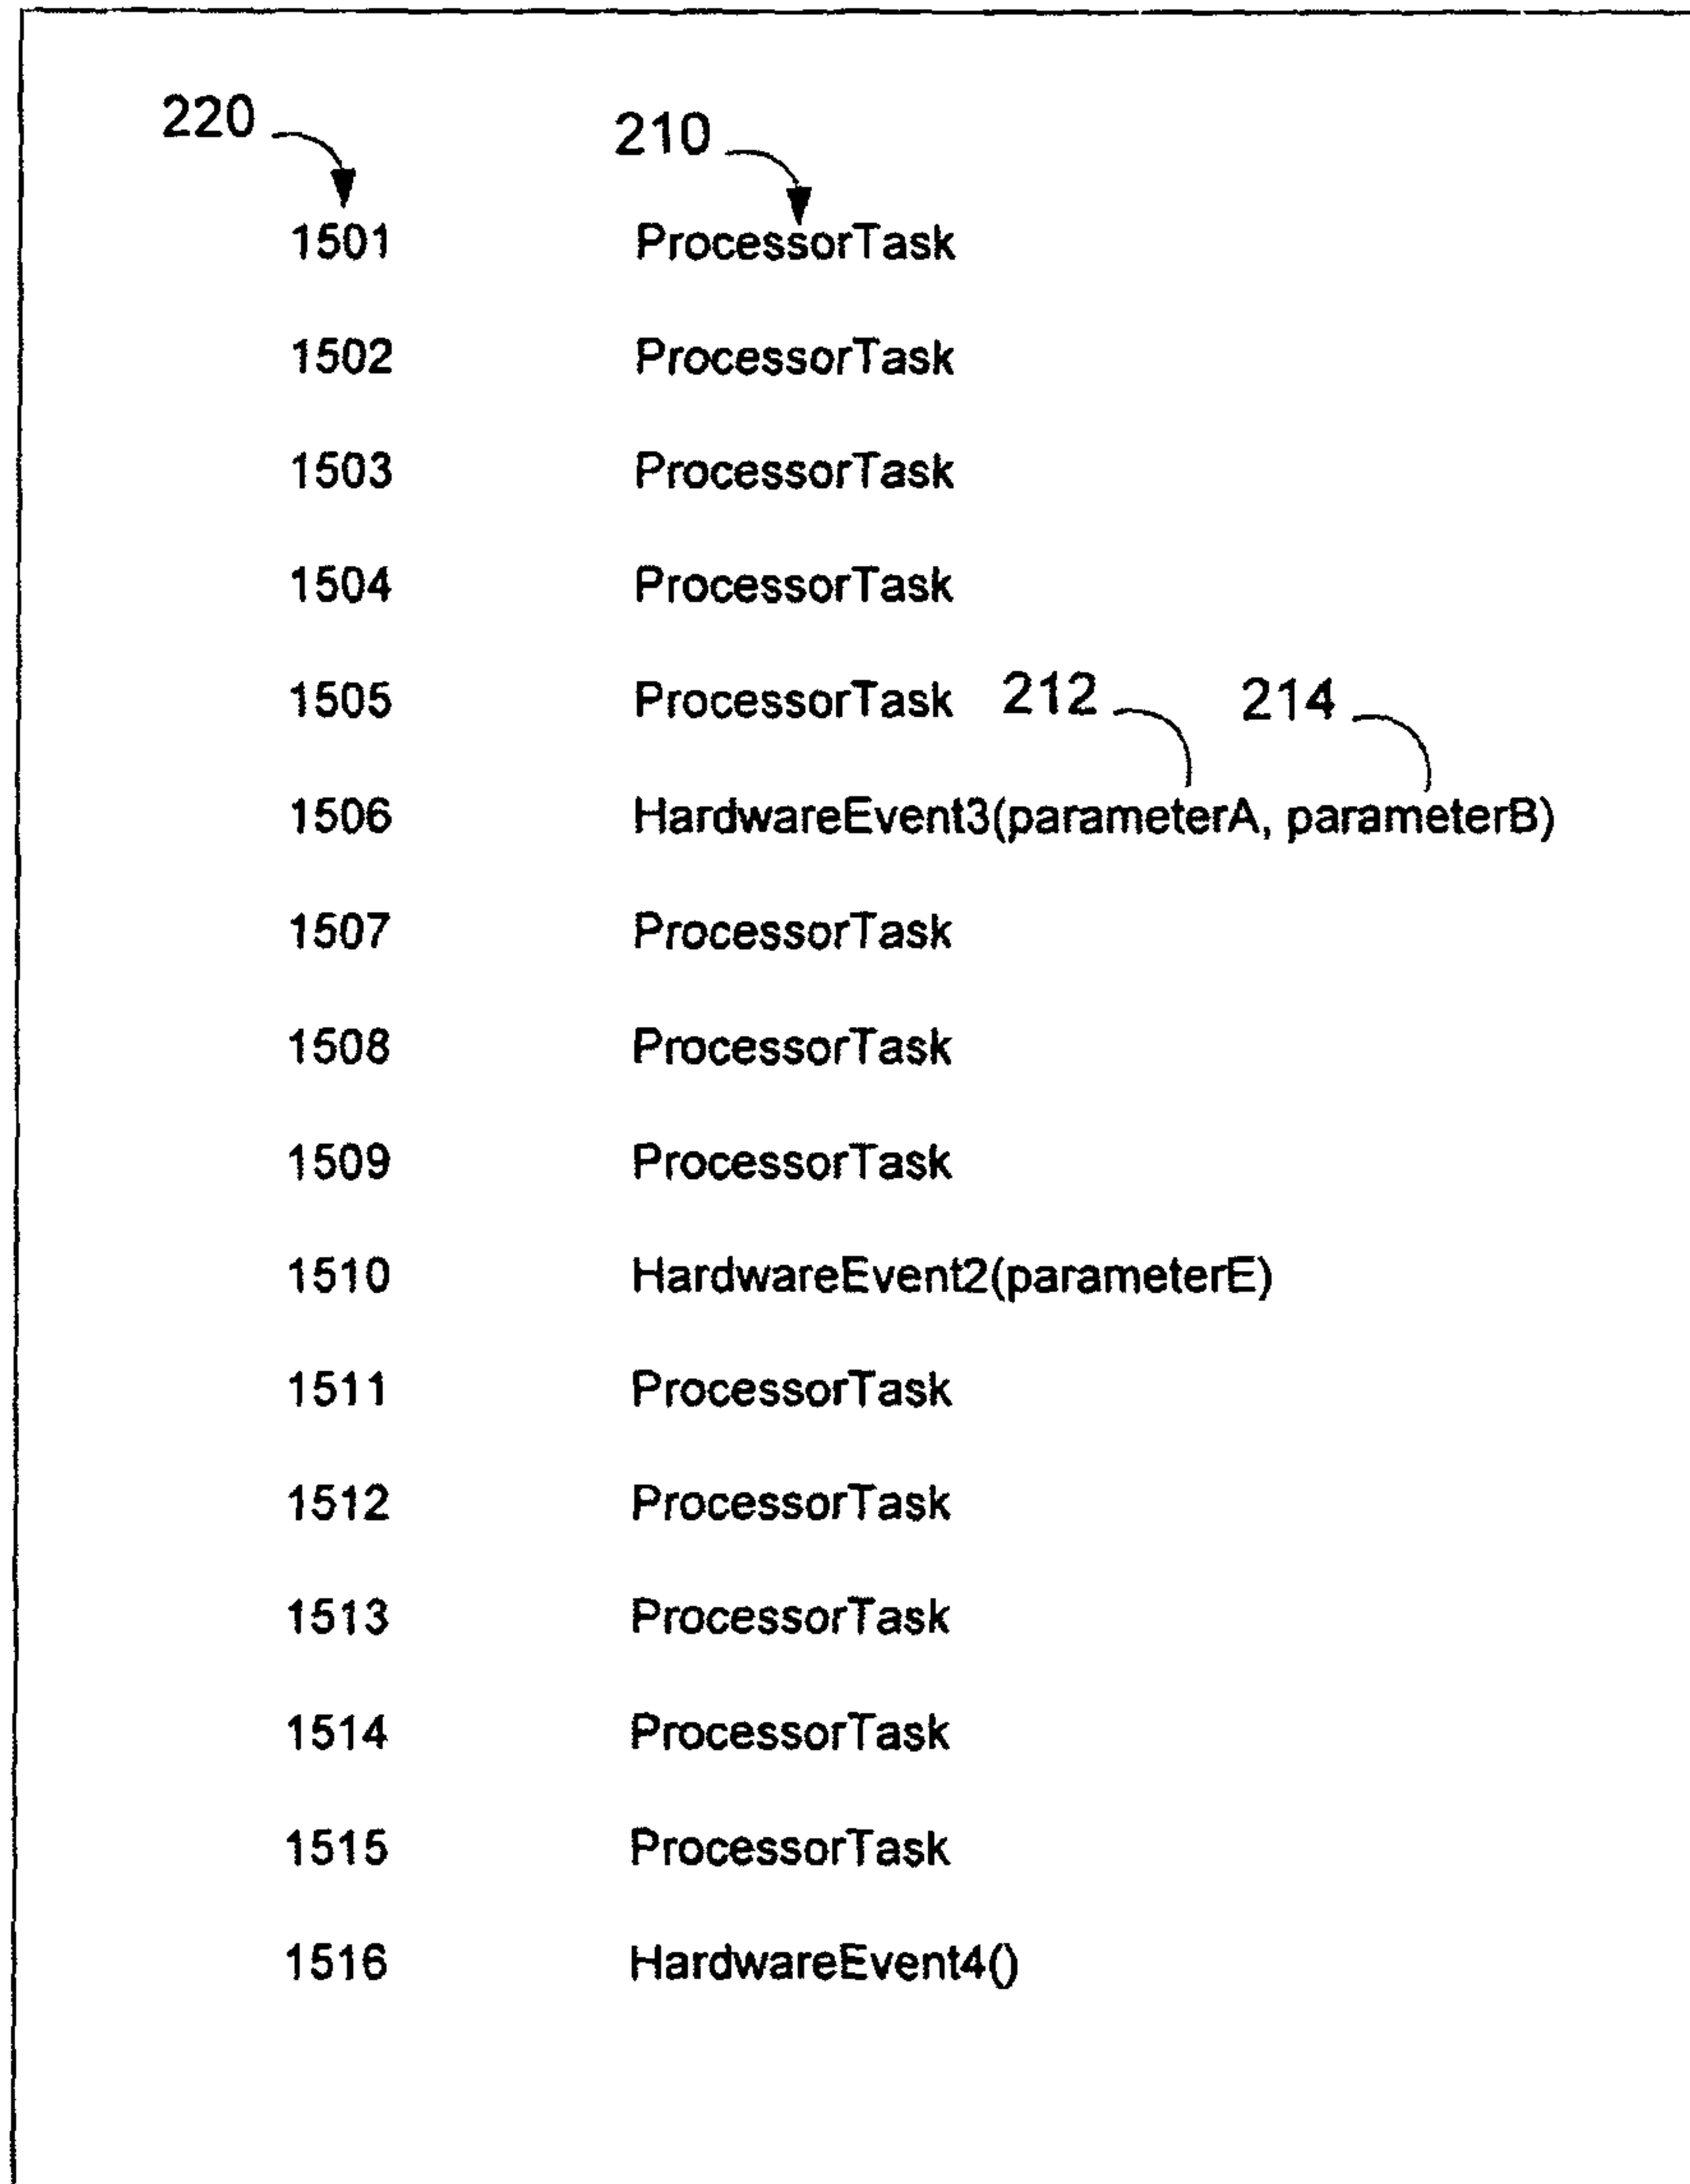 220 210
1501 ProcessorTask
1502 ProcessorTask
1503 ProcessorTask
1504 ProcessorTask
1505 ProcessorTask 212 214
1506 HardwareEvent3(parameterA, parameterB)
1507 ProcessorTask
1508 ProcessorTask
1509 ProcessorTask
1510 HardwareEvent2(parameterE)
1511 ProcessorTask
1512 ProcessorTask
1513 ProcessorTask
1514 ProcessorTask
1515 ProcessorTask
1516 HardwareEvent4()